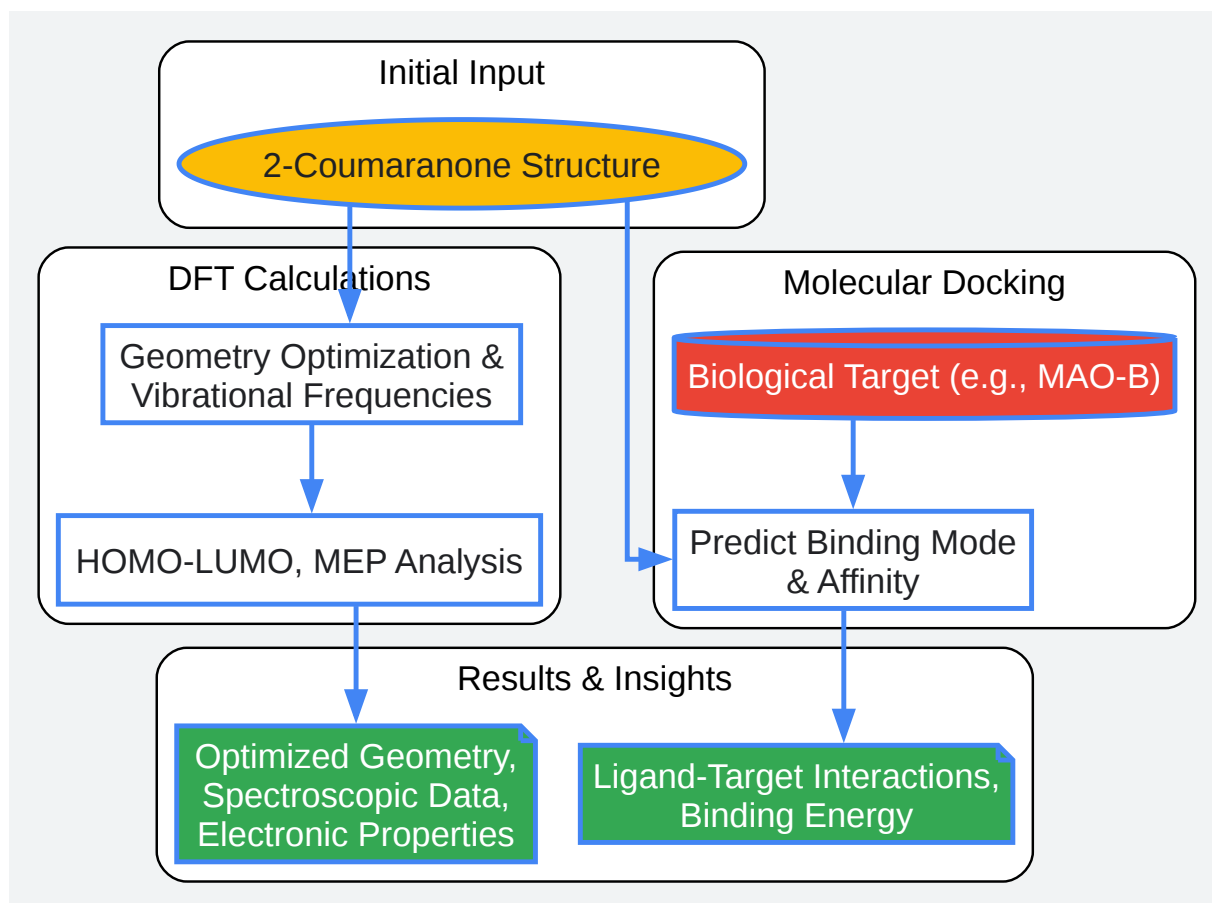 Initial Input
2-Coumaranone Structure
DFT Calculations
Geometry Optimization &
Vibrational Frequencies
HOMO-LUMO, MEP Analysis
Molecular Docking
Biological Target (e.g., MAO-B)
Predict Binding Mode
& Affinity
Results & Insights
Optimized Geometry,
Spectroscopic Data,
Electronic Properties
Ligand-Target Interactions,
Binding Energy